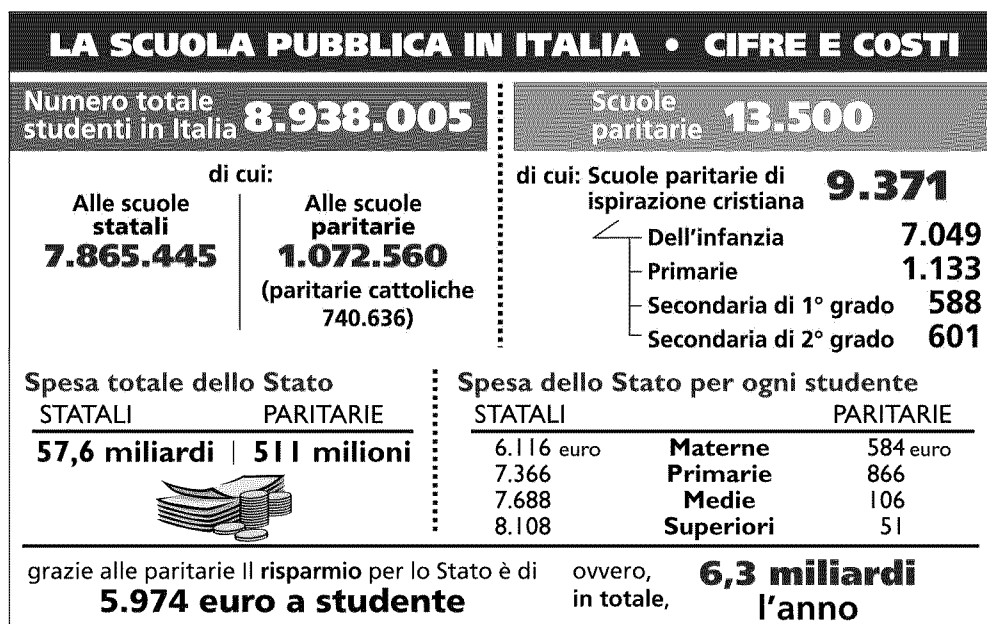 LA SCUOLA PUBBLICA IN ITALIA • CIFRE E COSTI
Numero totale
studenti in Italia 8.938.005
di cui:
Alle scuole
statali
7.865.445
Alle scuole
paritarie
1.072.560
(paritarie cattoliche
740.636)
Scuole
paritarie 13.500
di cui: Scuole paritarie di
ispirazione cristiana 9.371
Dell'infanzia 7.049
Primarie 1.133
Secondaria di 1° grado 588
Secondaria di 2° grado 601
Spesa totale dello Stato
STATALI PARITARIE
57,6 miliardi | 511 milioni
Spesa dello Stato per ogni studente
STATALI PARITARIE
6.116 euro Materne 584 euro
7.366 Primarie 866
7.688 Medie 106
8.108 Superiori 51
grazie alle paritarie Il risparmio per lo Stato è di
5.974 euro a studente
ovvero,
in totale,
6,3 miliardi
l'anno